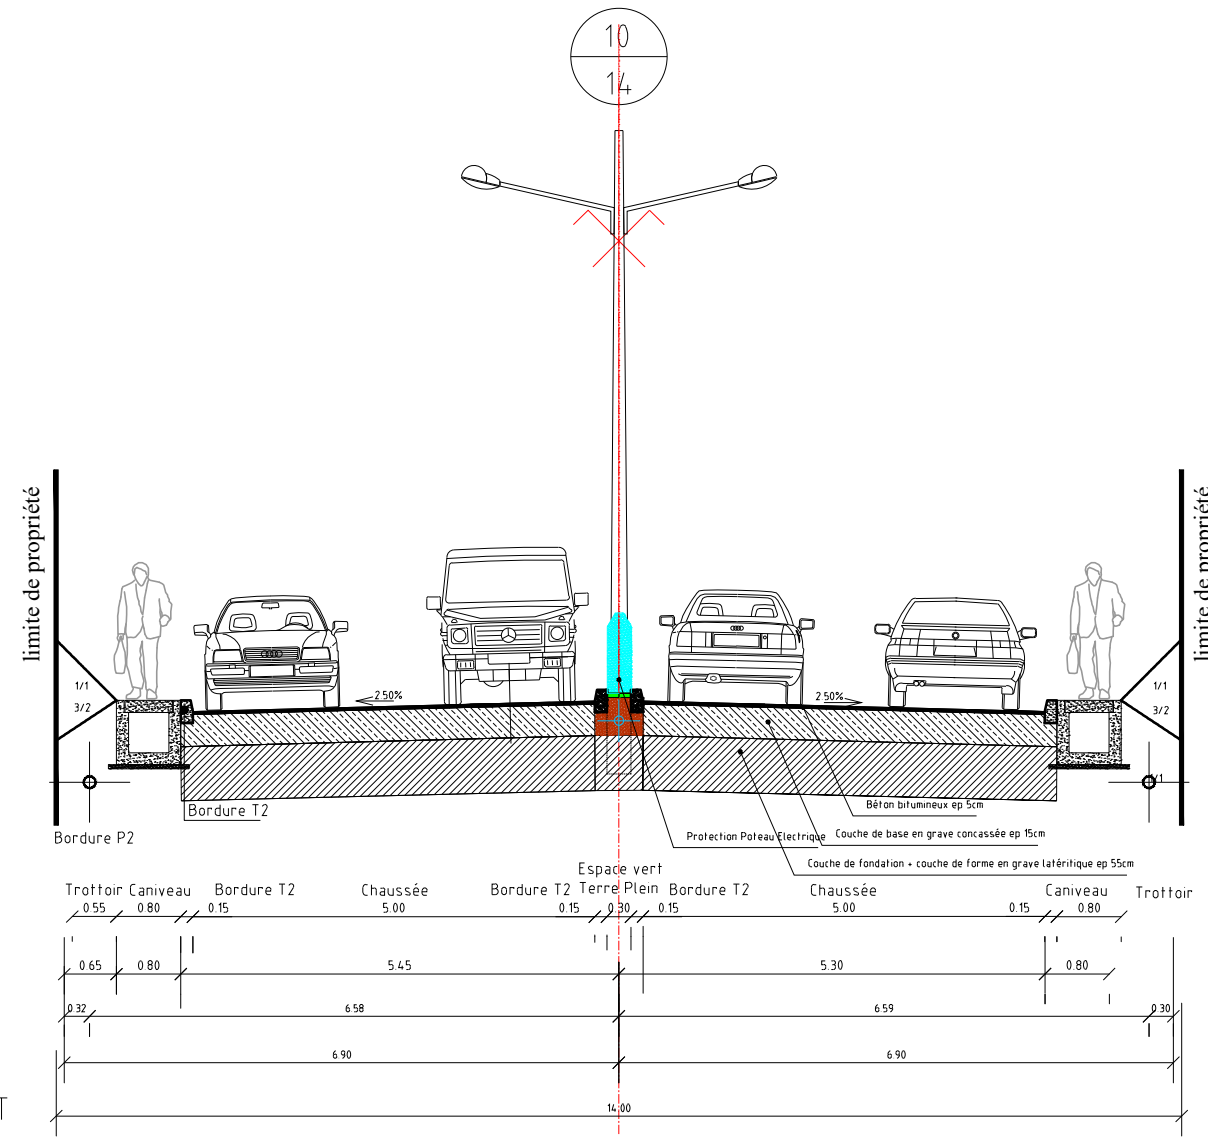 10
14
limite de propriété
limite de propriété
1/1
3/2
2.50%
2.50%
1/1
3/2
1/1
Bordure T2
Bordure P2
Béton bitumineux ep 5cm
Protection Poteau Electrique
Couche de base en grave concassée ep 15cm
Couche de fondation + couche de forme en grave latéritique ep 55cm
Espace vert
Trottoir Caniveau Bordure T2 Chaussée Bordure T2 Terre Plein Bordure T2 Chaussée Caniveau Trottoir
0.55 0.80 0.15 5.00 0.15 0.30 0.15 5.00 0.15 0.80
0.65 0.80 5.45 5.30 0.80
0.32 6.58 6.59 0.30
6.90 6.90
14.00